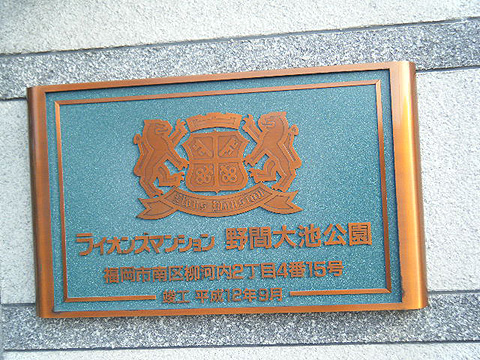 Lions Mansion
ライオンズマンション 野間大池公園
福岡市南区柳河内2丁目4番15号
竣工 平成12年9月